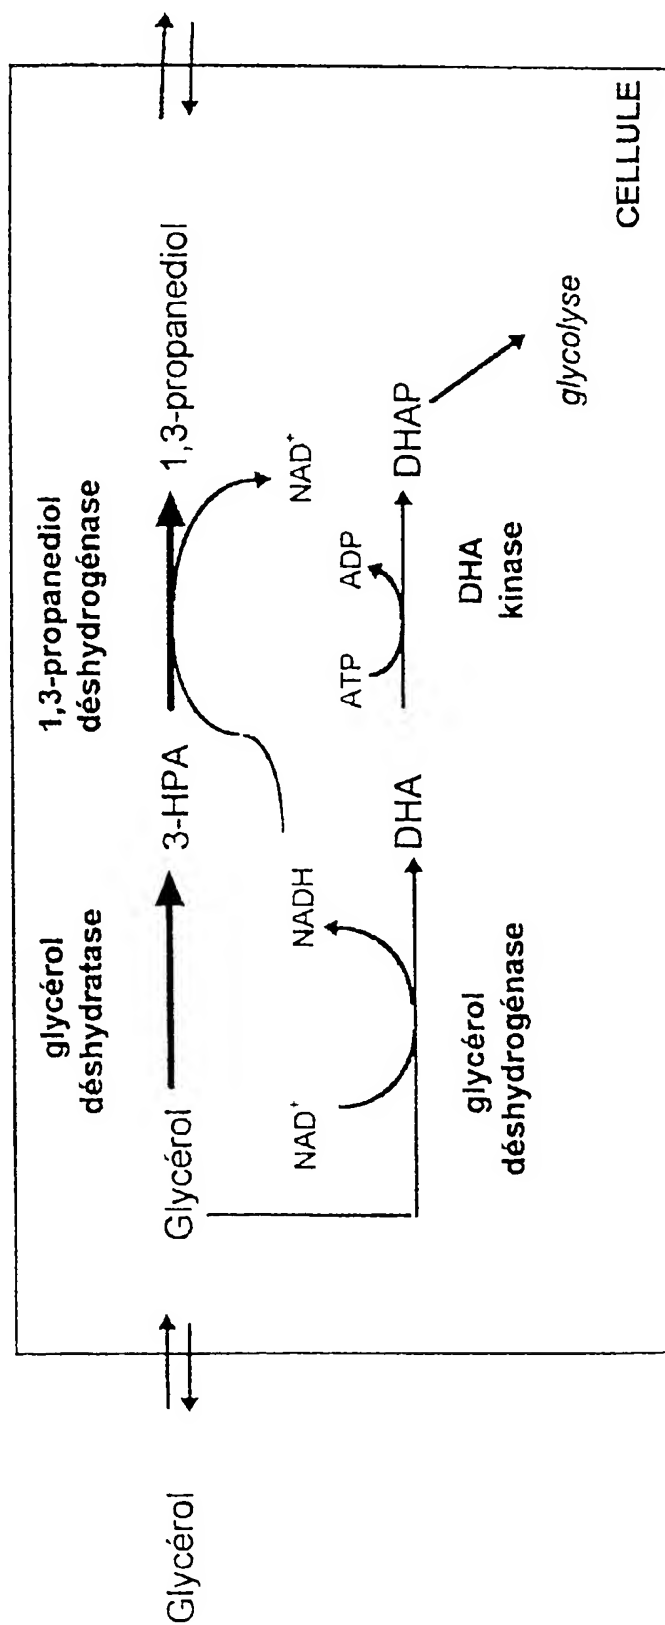 glycérol
déshydratase
1,3-propanediol
déshydrogénase
Glycérol
Glycérol
3-HPA
1,3-propanediol
NAD⁺
NADH
NAD⁺
ATP
ADP
DHA
DHAP
glycérol
déshydrogénase
DHA
kinase
glycolyse
CELLULE